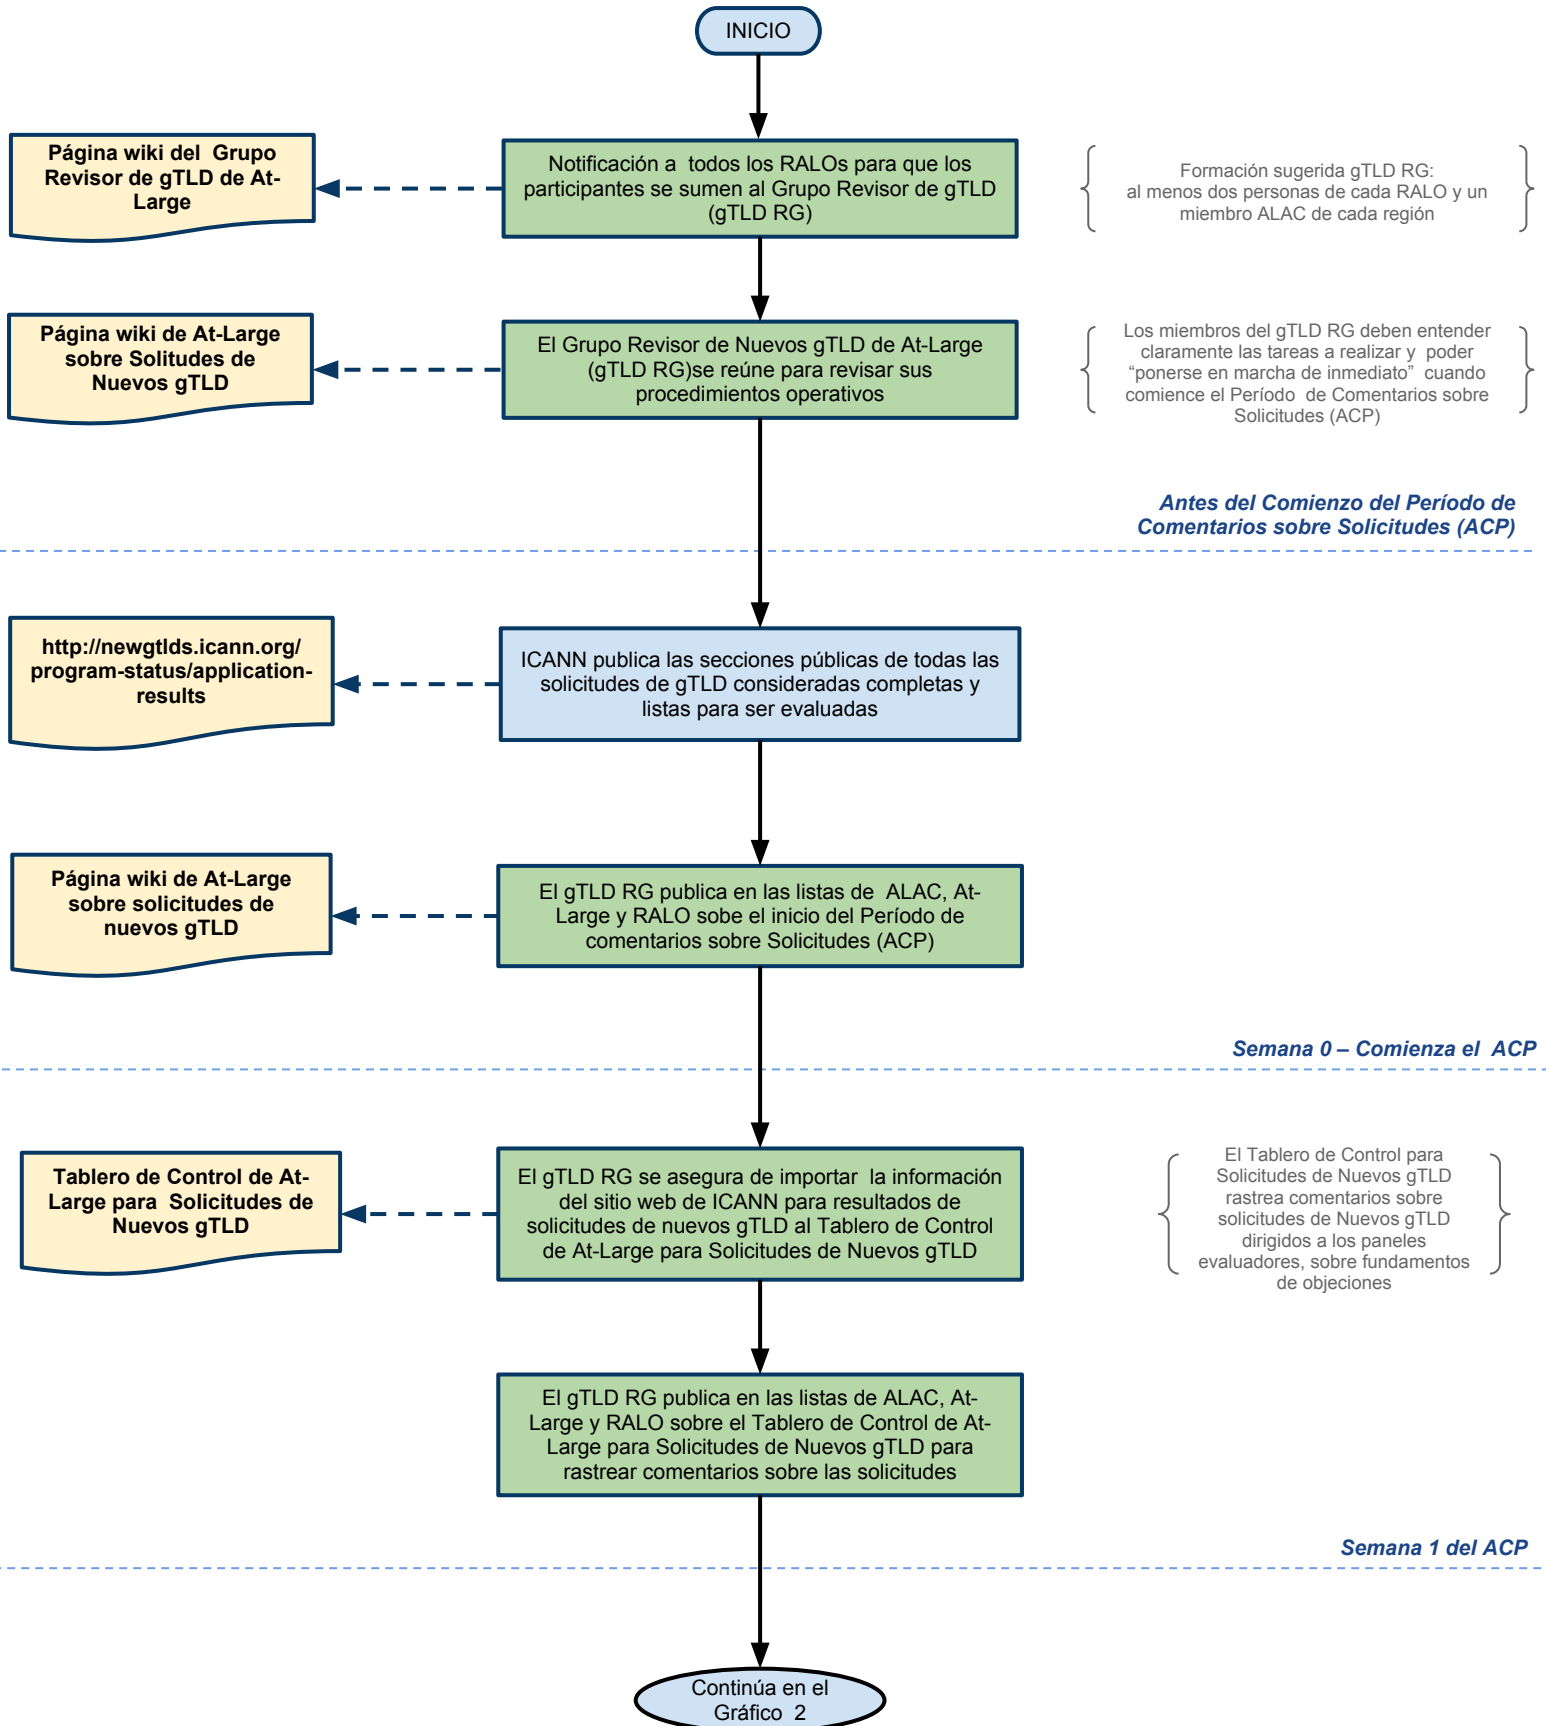 INICIO
Página wiki del  Grupo
Revisor de gTLD de At-
Large
Notificación a  todos los RALOs para que los
participantes se sumen al Grupo Revisor de gTLD
(gTLD RG)
Formación sugerida gTLD RG:
al menos dos personas de cada RALO y un
miembro ALAC de cada región
Página wiki de At-Large
sobre Solitudes de
Nuevos gTLD
El Grupo Revisor de Nuevos gTLD de At-Large
(gTLD RG)se reúne para revisar sus
procedimientos operativos
Los miembros del gTLD RG deben entender
claramente las tareas a realizar y  poder
“ponerse en marcha de inmediato”  cuando
comience el Período  de Comentarios sobre
Solicitudes (ACP)
Antes del Comienzo del Período de
Comentarios sobre Solicitudes (ACP)
http://newgtlds.icann.org/
program-status/application-
results
ICANN publica las secciones públicas de todas las
solicitudes de gTLD consideradas completas y
listas para ser evaluadas
Página wiki de At-Large
sobre solicitudes de
nuevos gTLD
El gTLD RG publica en las listas de  ALAC, At-
Large y RALO sobe el inicio del Período de
comentarios sobre Solicitudes (ACP)
Semana 0 – Comienza el  ACP
Tablero de Control de At-
Large para  Solicitudes de
Nuevos gTLD
El gTLD RG se asegura de importar  la información
del sitio web de ICANN para resultados de
solicitudes de nuevos gTLD al Tablero de Control
de At-Large para Solicitudes de Nuevos gTLD
El Tablero de Control para
Solicitudes de Nuevos gTLD
rastrea comentarios sobre
solicitudes de Nuevos gTLD
dirigidos a los paneles
evaluadores, sobre fundamentos
de objeciones
El gTLD RG publica en las listas de ALAC, At-
Large y RALO sobre el Tablero de Control de At-
Large para Solicitudes de Nuevos gTLD para
rastrear comentarios sobre las solicitudes
Semana 1 del ACP
Continúa en el
Gráfico  2